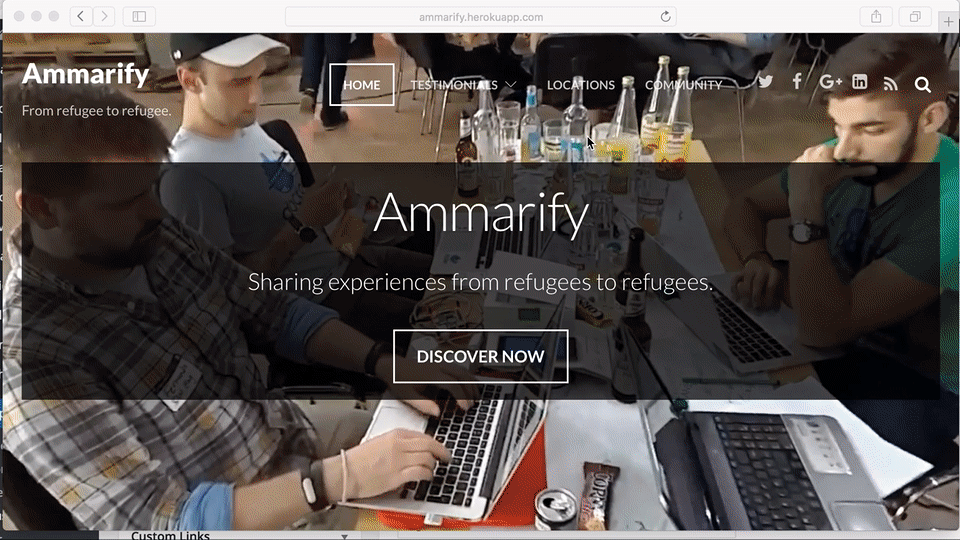 ammarify.herokuapp.com
Ammarify
From refugee to refugee.
HOME TESTIMONIALS LOCATIONS COMMUNITY
Ammarify
Sharing experiences from refugees to refugees.
DISCOVER NOW
Custom Links